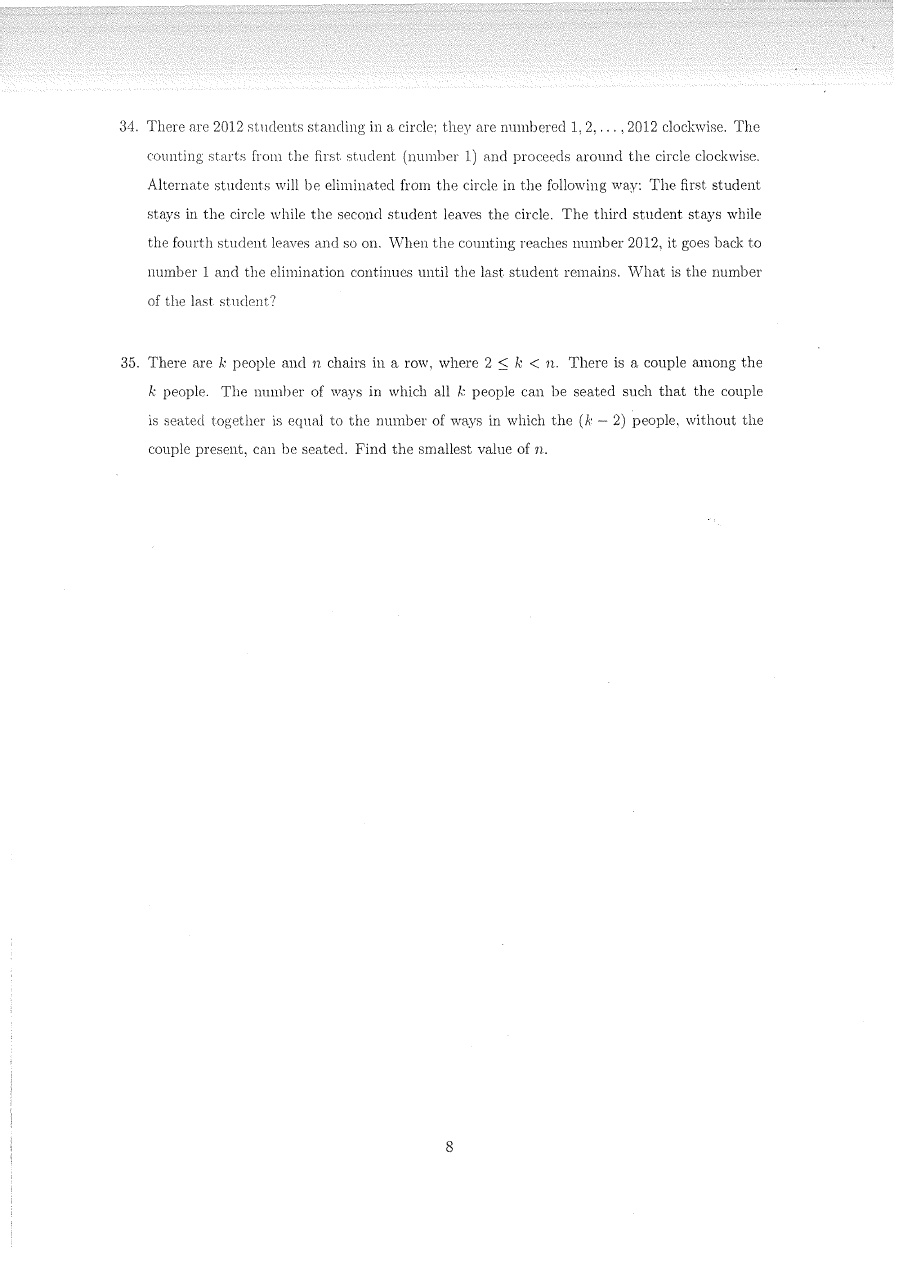 34. There are 2012 students standing in a circle; they are numbered 1, 2, . . . , 2012 clockwise. The
counting starts from the first student (number 1) and proceeds around the circle clockwise.
Alternate students will be eliminated from the circle in the following way: The first student
stays in the circle while the second student leaves the circle. The third student stays while
the fourth student leaves and so on. When the counting reaches number 2012, it goes back to
number 1 and the elimination continues until the last student remains. What is the number
of the last student?
35. There are k people and n chairs in a row, where 2 ≤ k < n. There is a couple among the
k people. The number of ways in which all k people can be seated such that the couple
is seated together is equal to the number of ways in which the (k − 2) people, without the
couple present, can be seated. Find the smallest value of n.
8